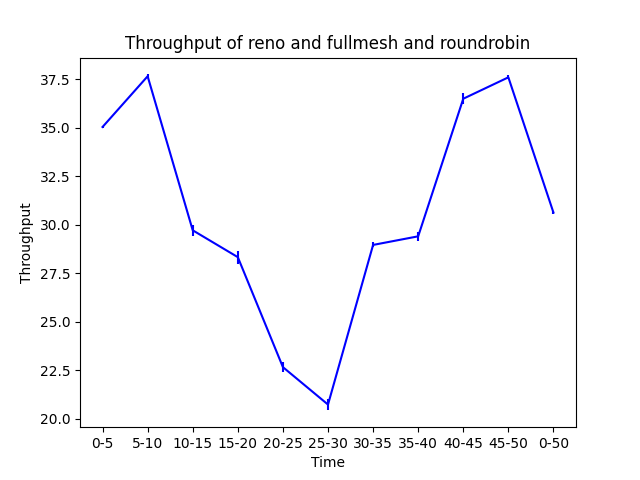 Throughput of reno and fullmesh and roundrobin
37.5
35.0
32.5
30.0
27.5
25.0
22.5
20.0
Throughput
0-5 5-10 10-15 15-20 20-25 25-30 30-35 35-40 40-45 45-50 0-50
Time